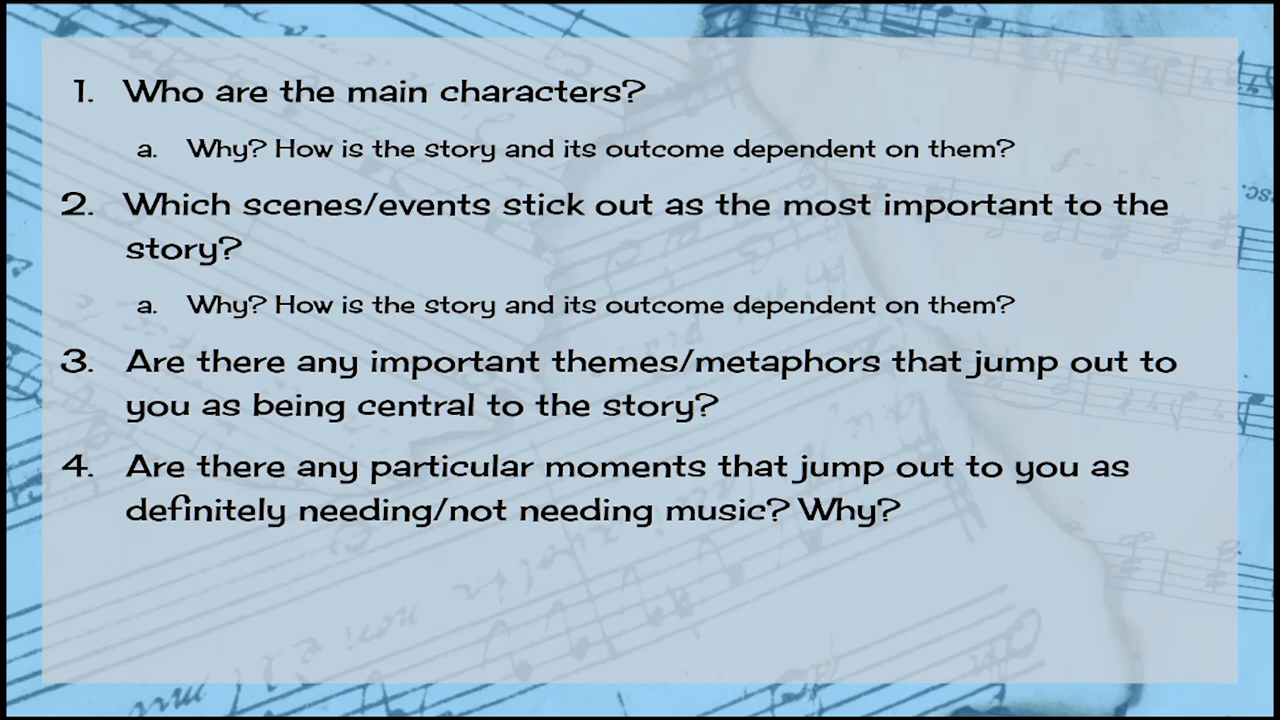 1. Who are the main characters?
a. Why? How is the story and its outcome dependent on them?
2. Which scenes/events stick out as the most important to the
story?
a. Why? How is the story and its outcome dependent on them?
3. Are there any important themes/metaphors that jump out to
you as being central to the story?
4. Are there any particular moments that jump out to you as
definitely needing/not needing music? Why?